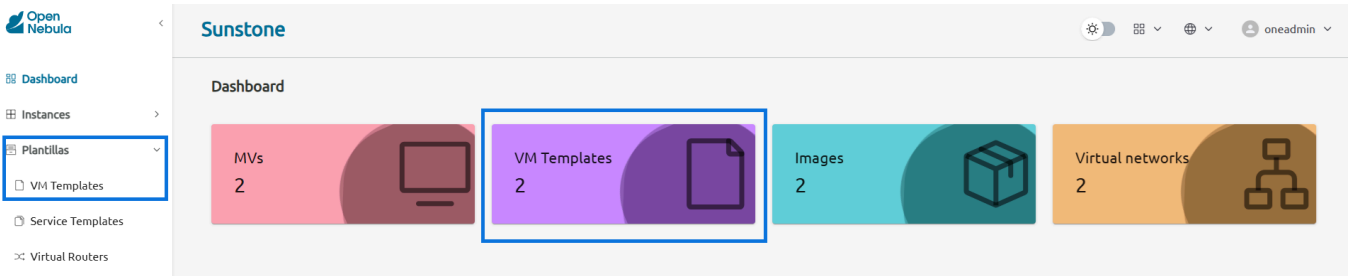 Open
Nebula
Sunstone
oneadmin
Dashboard
Instances
Plantillas
VM Templates
Service Templates
Virtual Routers
Dashboard
MVs
2
VM Templates
2
Images
2
Virtual networks
2